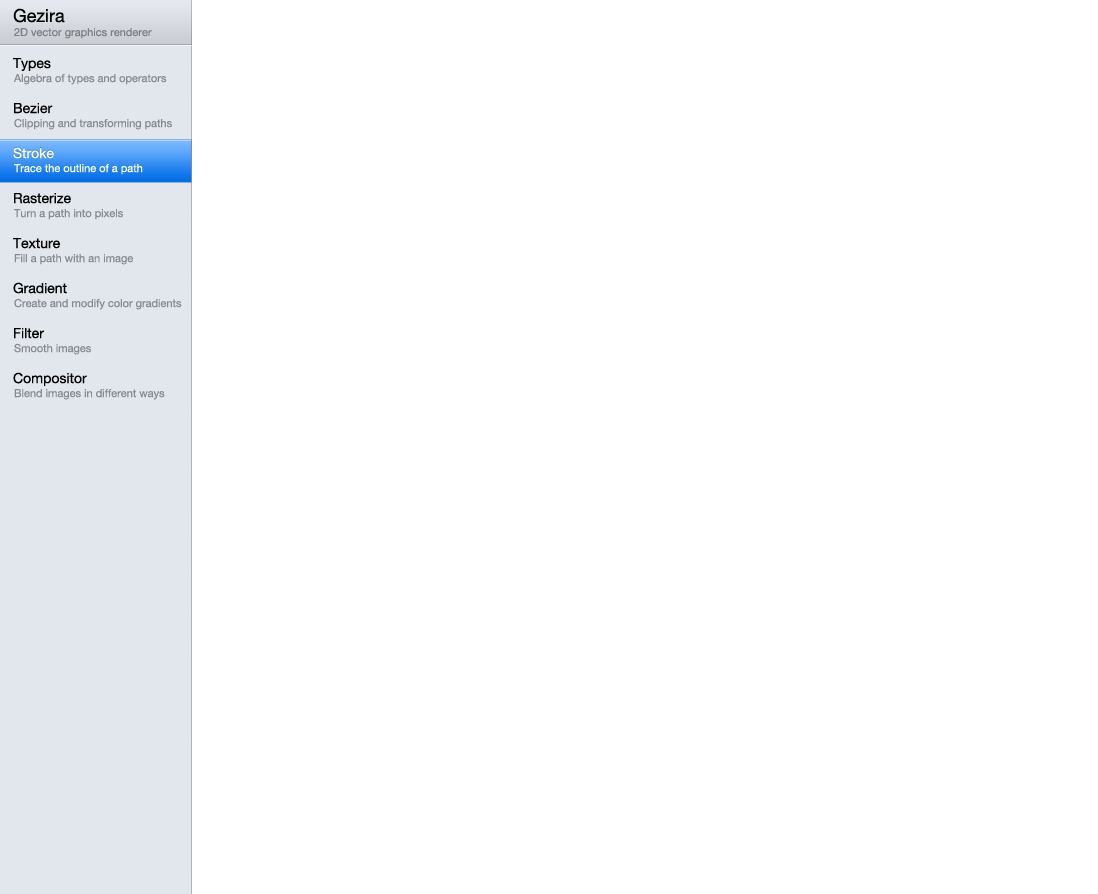 Gezira
2D vector graphics renderer
Types
Algebra of types and operators
Bezier
Clipping and transforming paths
Stroke
Trace the outline of a path
Rasterize
Turn a path into pixels
Texture
Fill a path with an image
Gradient
Create and modify color gradients
Filter
Smooth images
Compositor
Blend images in different ways